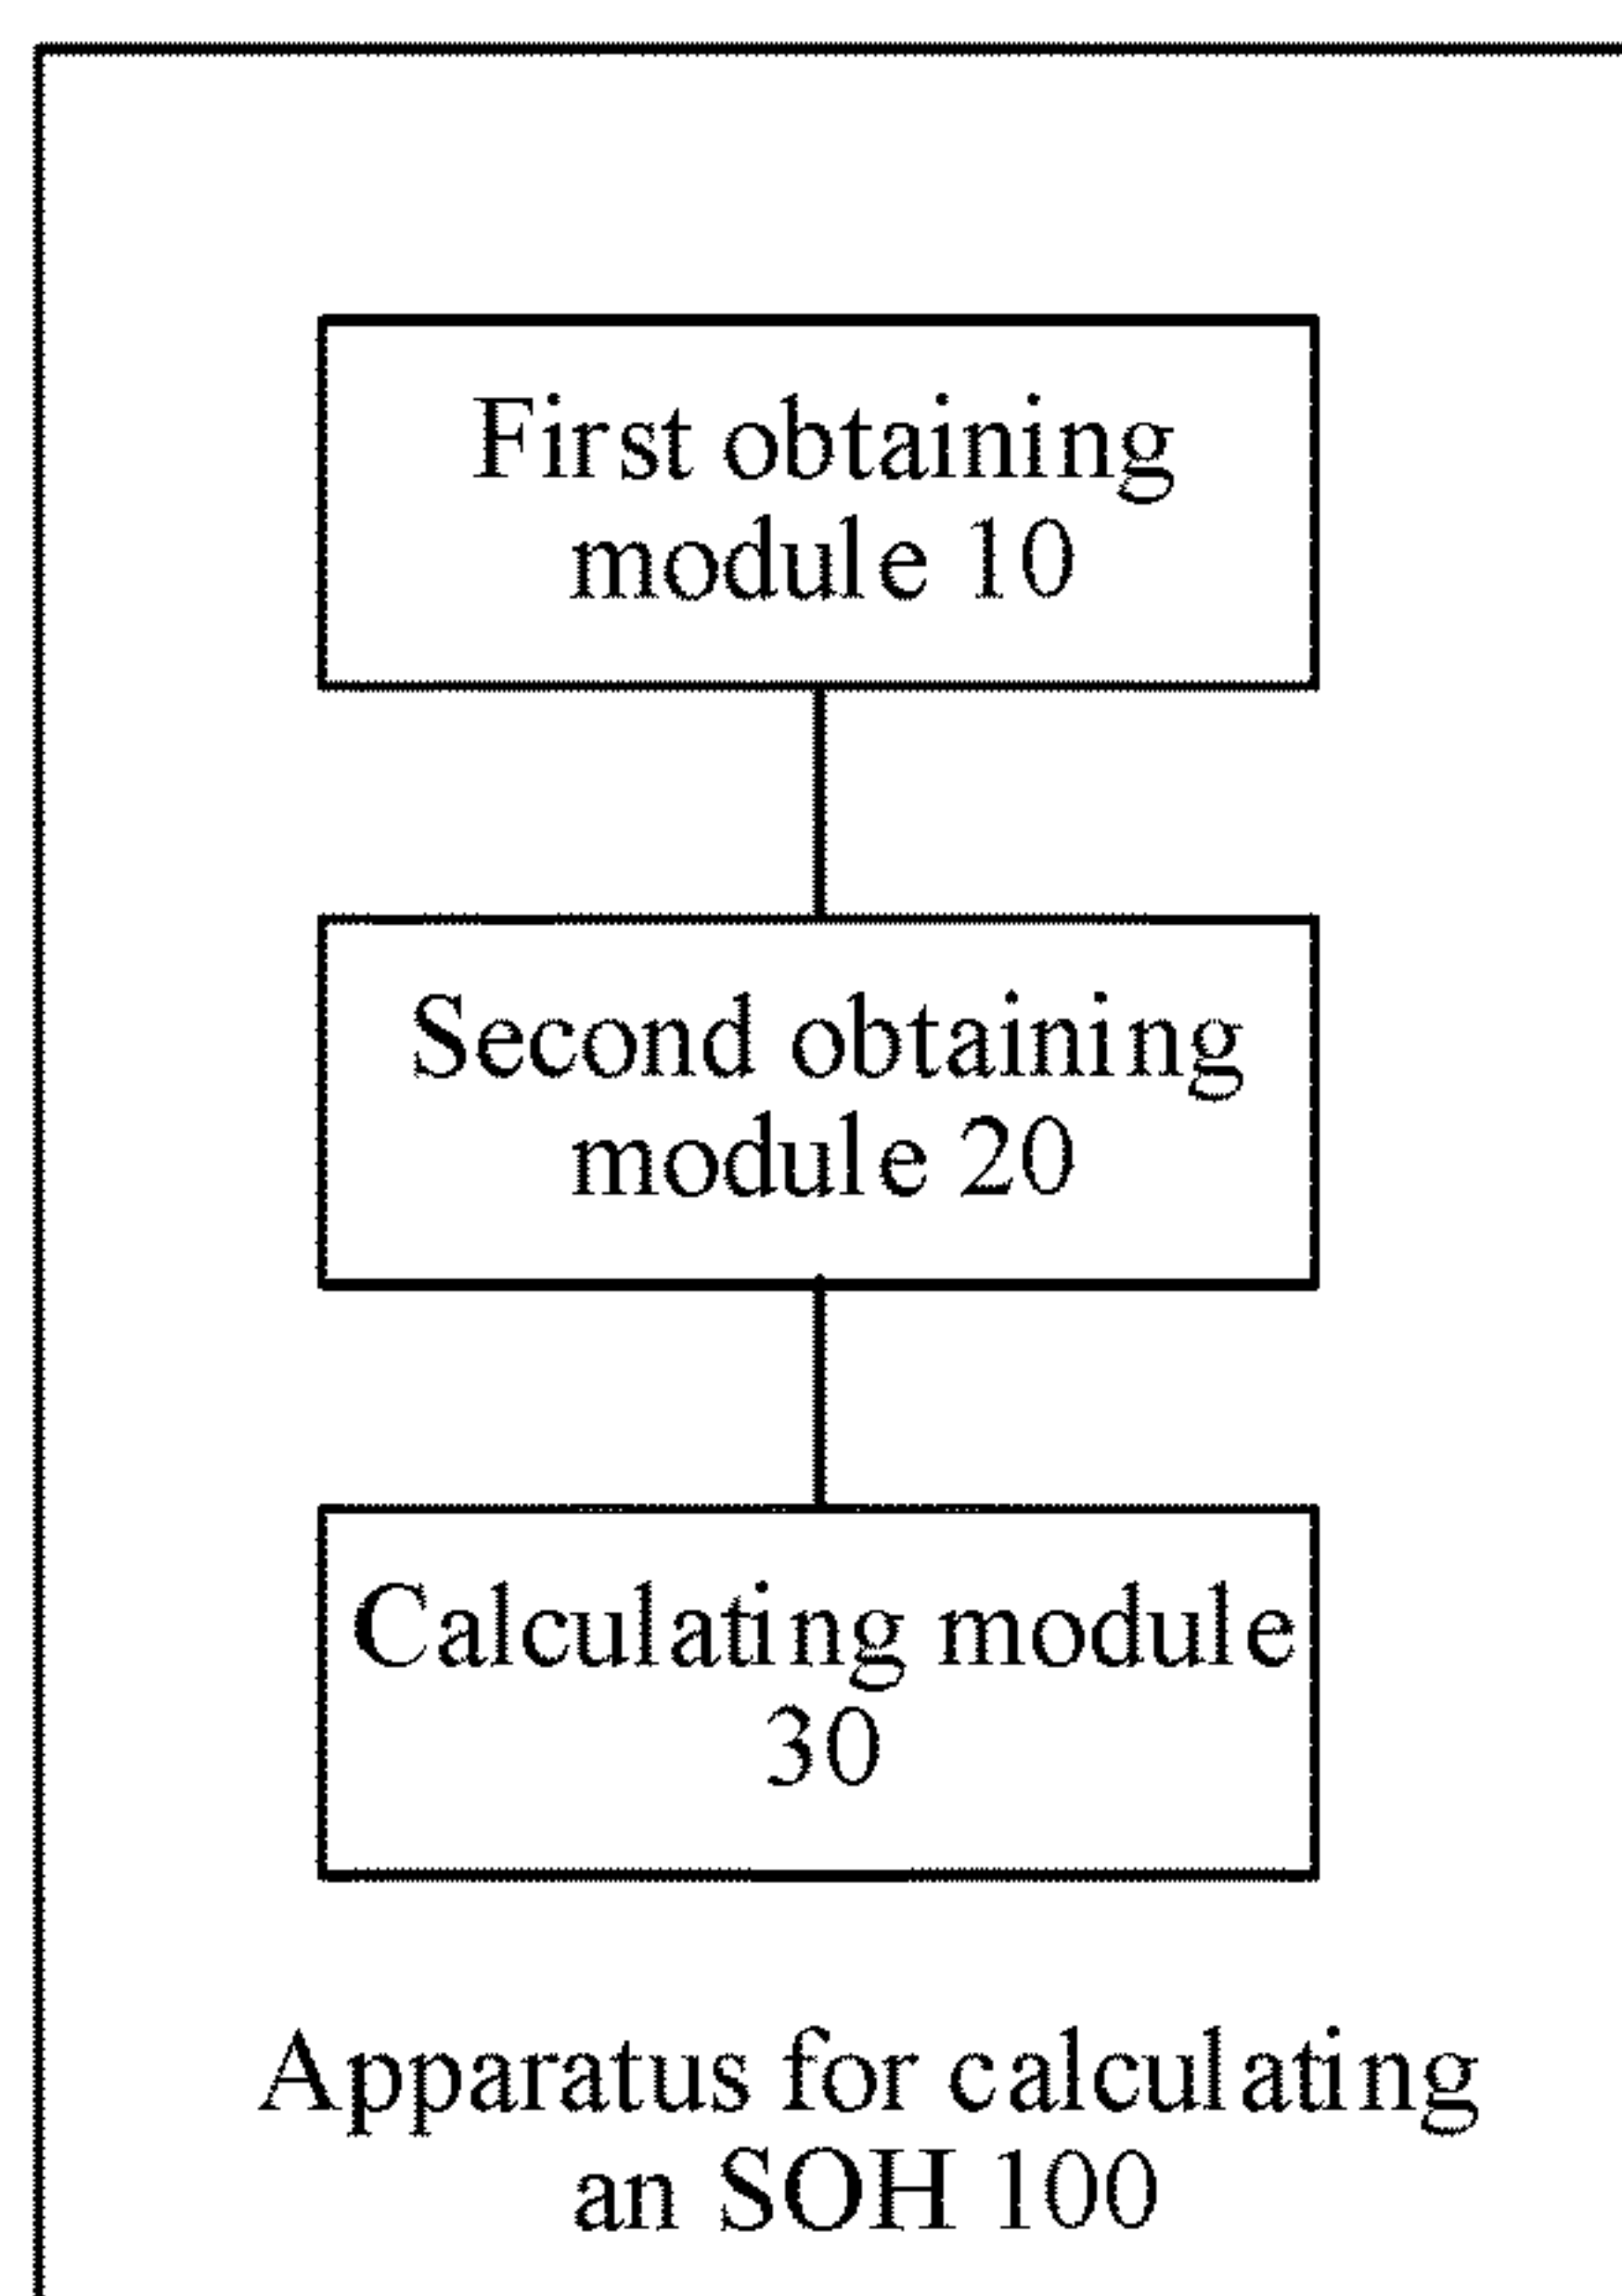 First obtaining
module 10
Second obtaining
module 20
Calculating module
30
Apparatus for calculating
an SOH 100